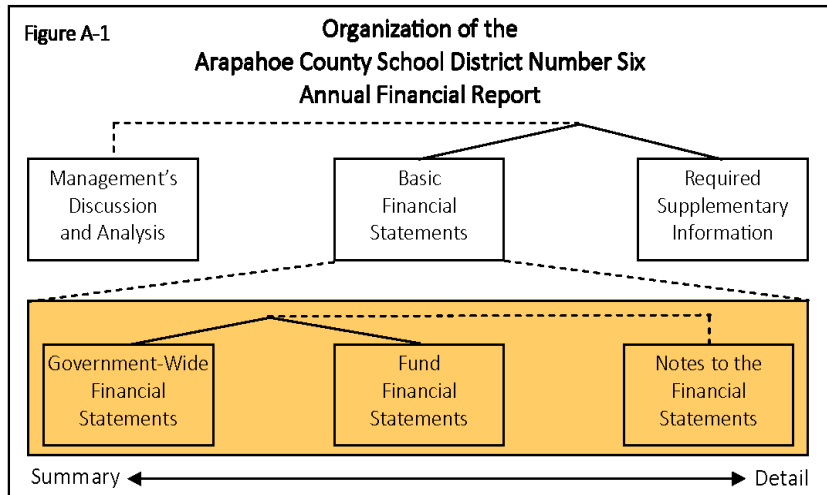 Figure A-1
Organization of the
Arapahoe County School District Number Six
Annual Financial Report
Management's
Discussion
and Analysis
Basic
Financial
Statements
Required
Supplementary
Information
Government-Wide
Financial
Statements
Fund
Financial
Statements
Notes to the
Financial
Statements
Summary
Detail